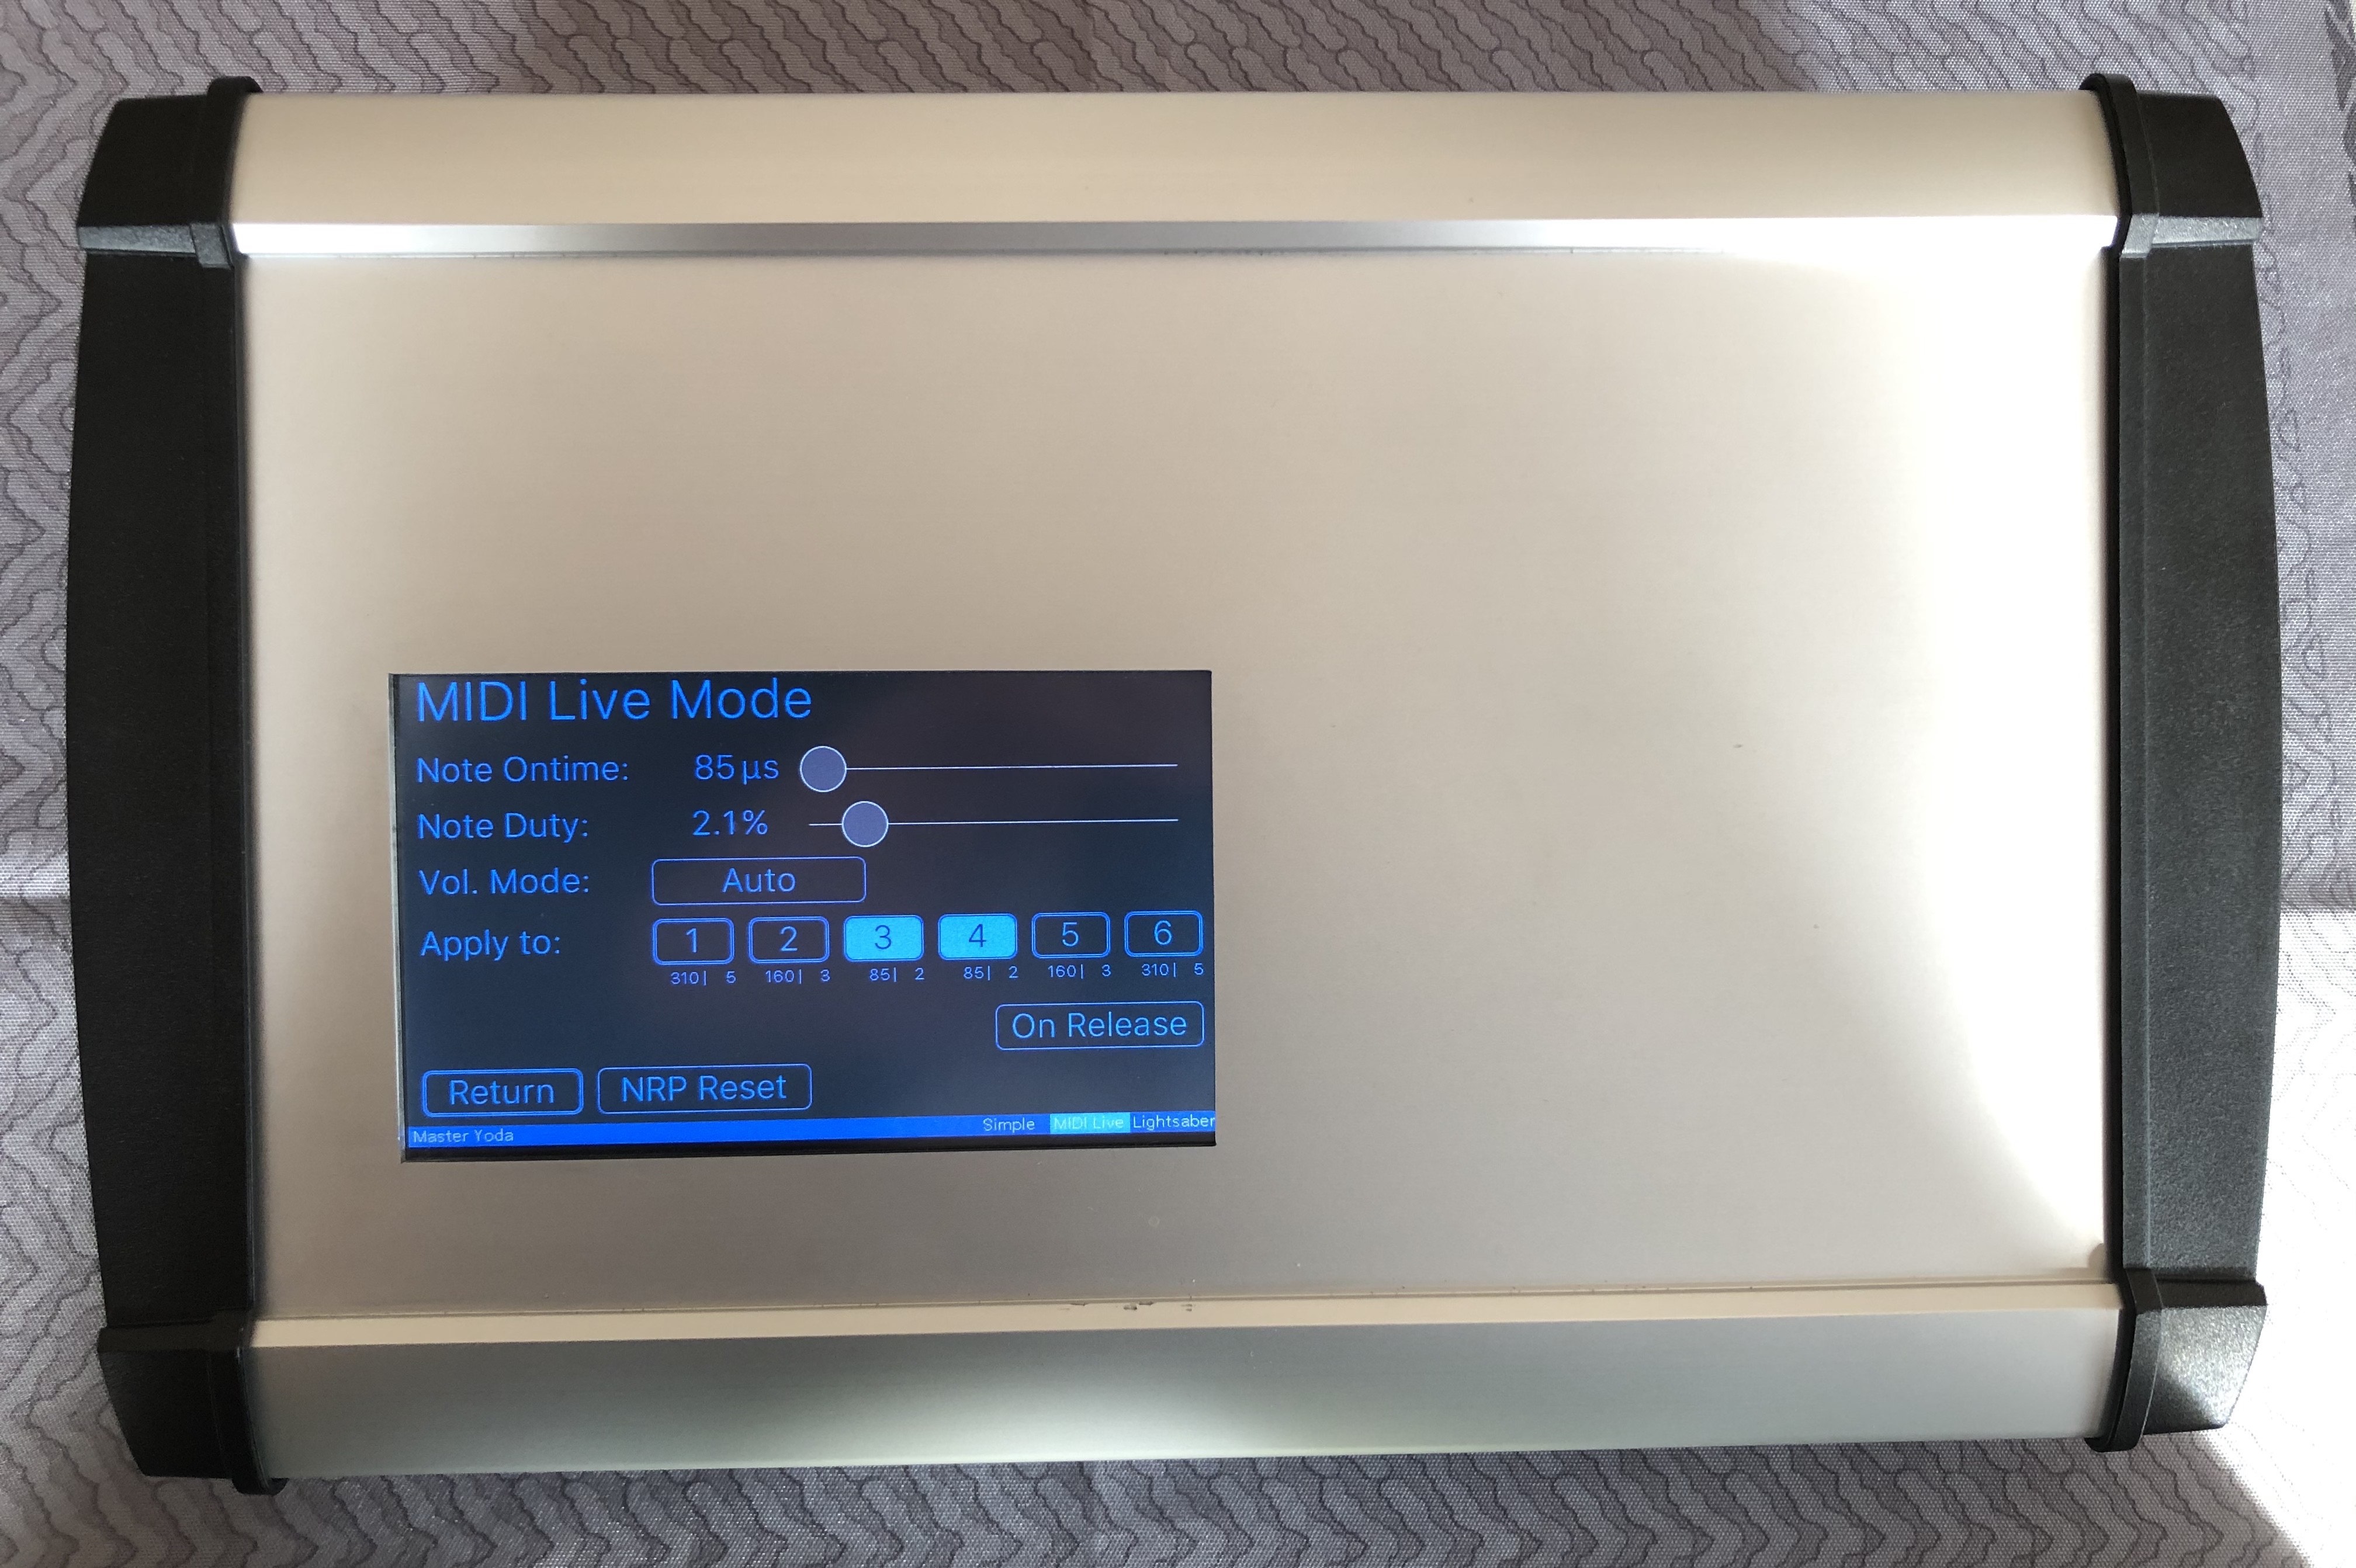 MIDI Live Mode
Note Ontime: 85 µs
Note Duty: 2.1%
Vol. Mode: Auto
Apply to: 1 2 3 4 5 6
310| 5 160| 3 85| 2 85| 2 160| 3 310| 5
On Release
Return NRP Reset
Master Yoda Simple MIDI Live Lightsaber